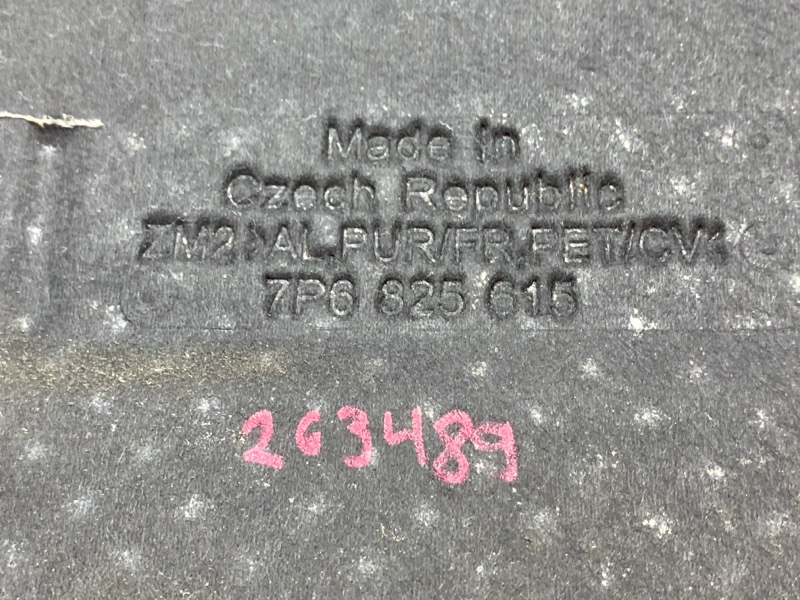 Made in
Czech Republic
ZM2 >AL.PUR/FR.PET/CV<
7P6 825 615
263489